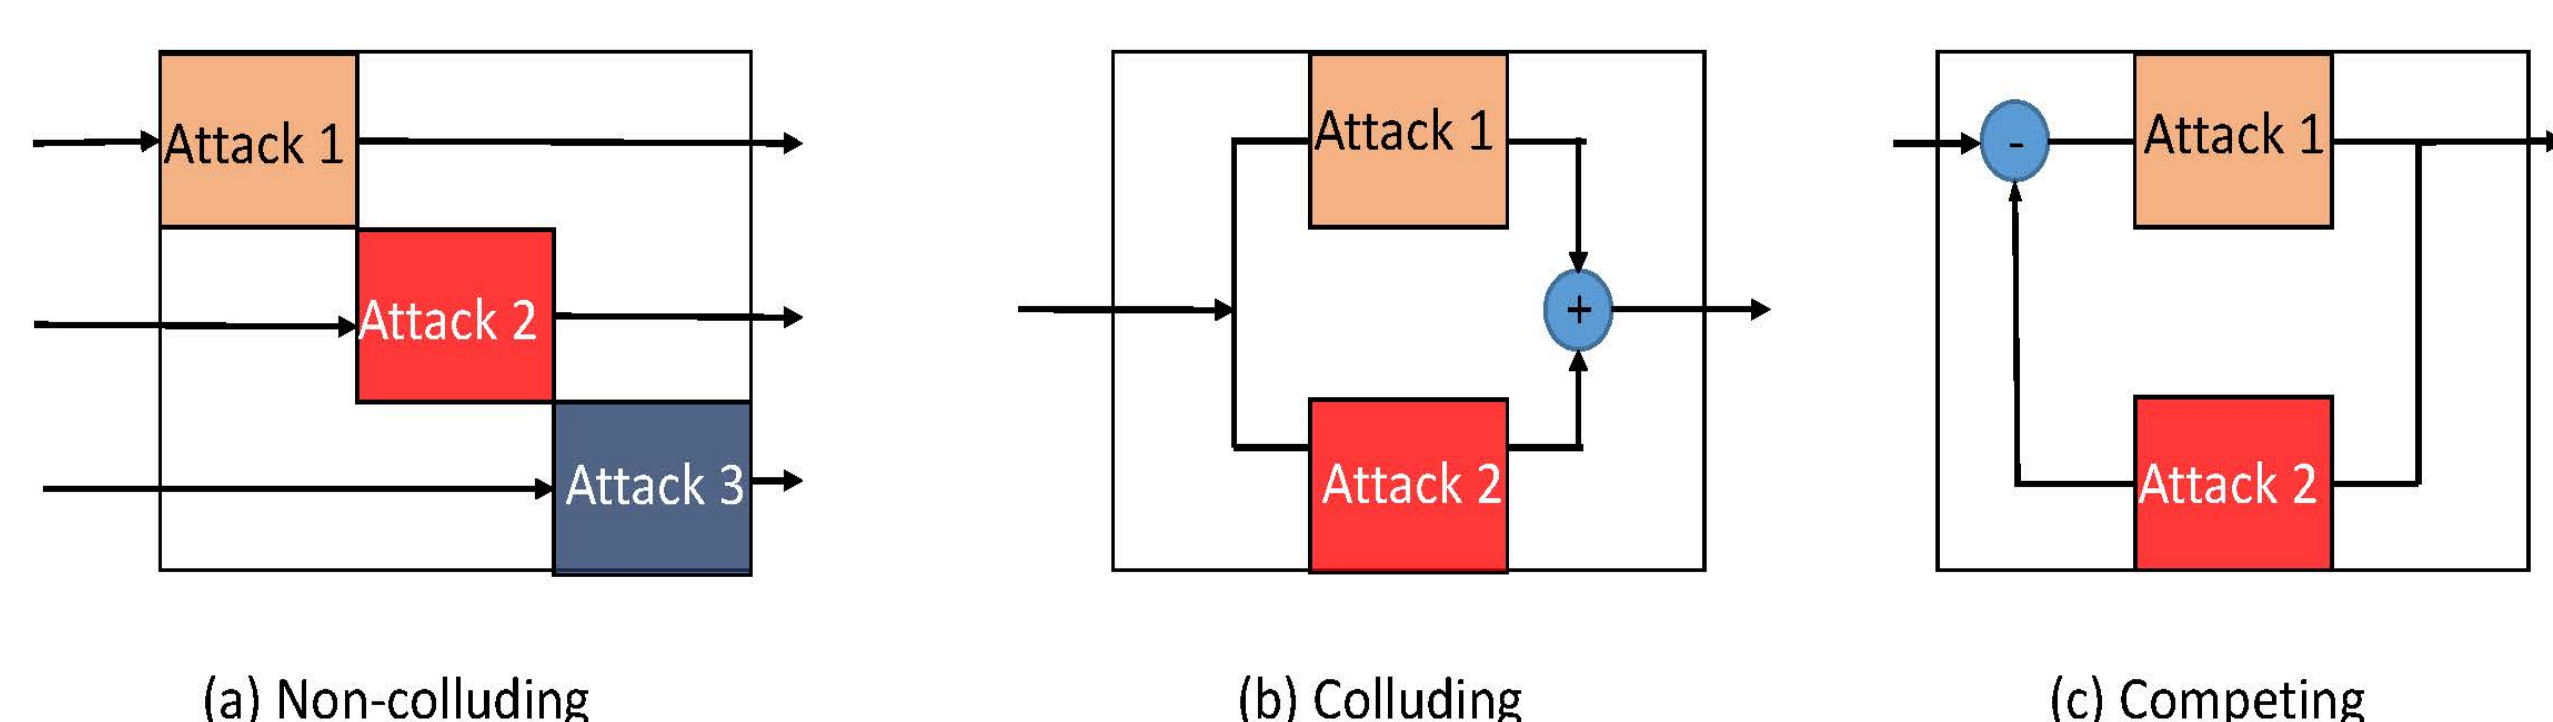 Attack 1
Attack 2
Attack 3
(a) Non-colluding
Attack 1
+
Attack 2
(b) Colluding
-
Attack 1
Attack 2
(c) Competing